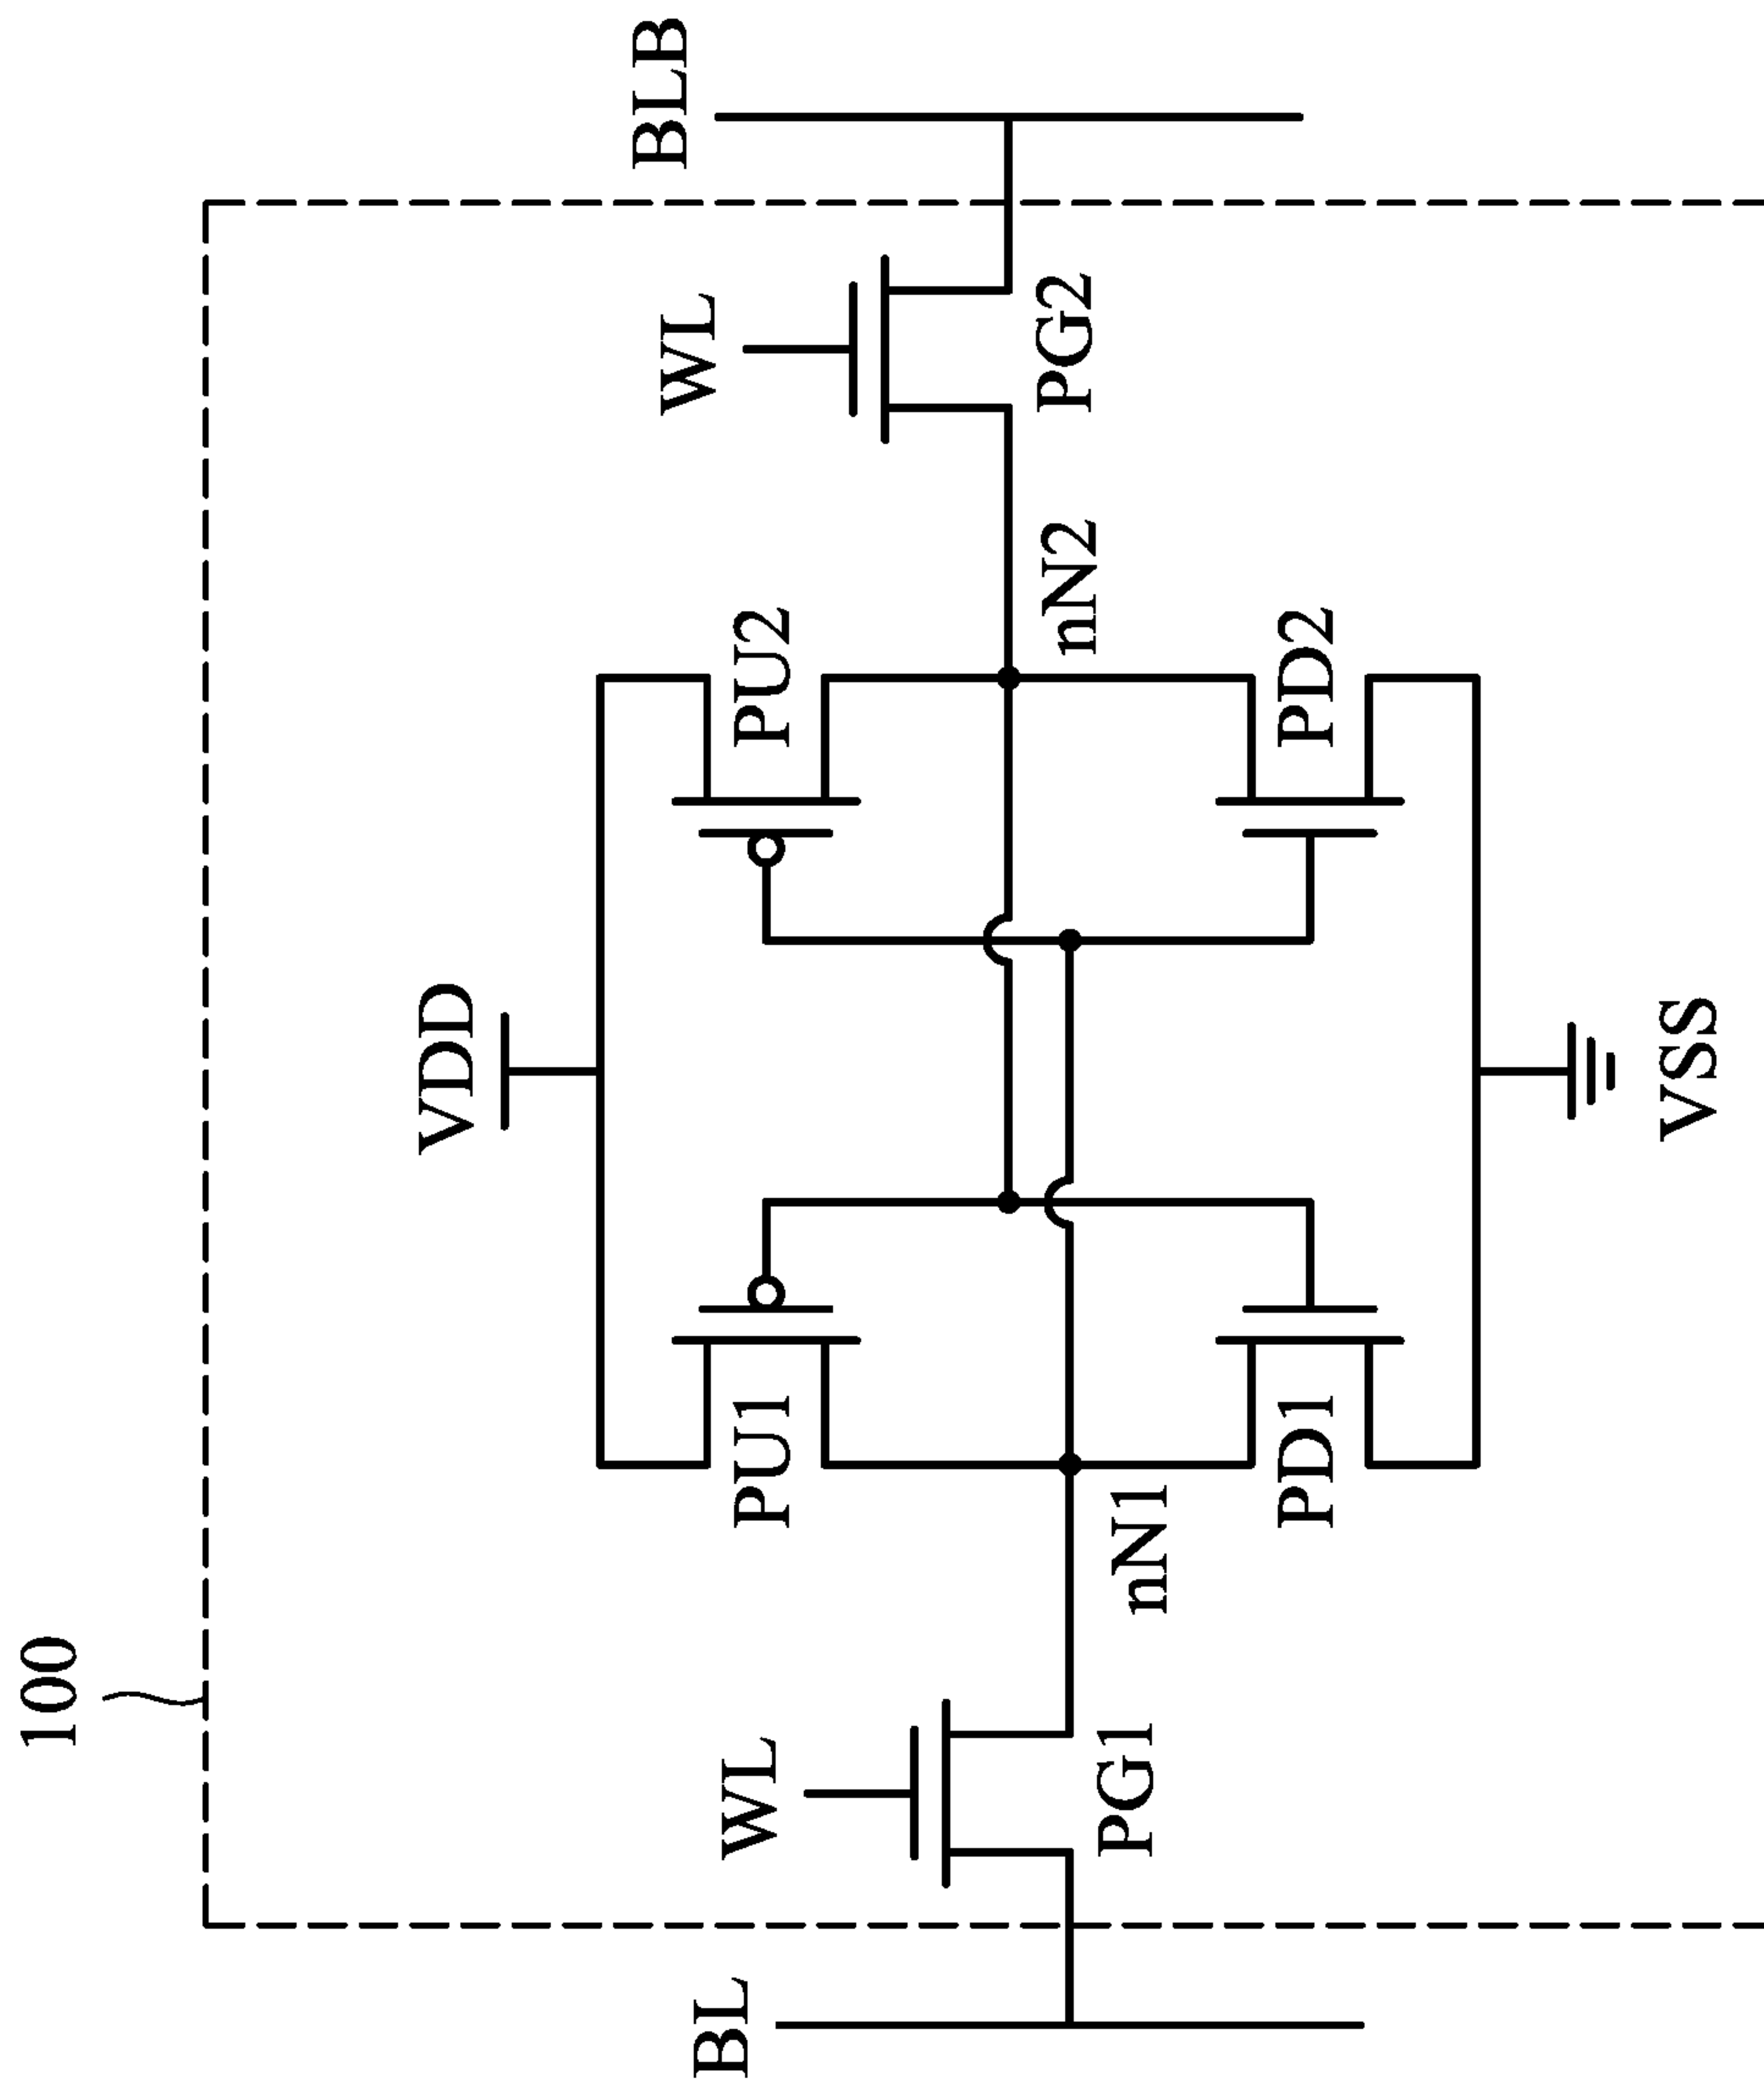 100
VDD
BL
WL
PU1
PU2
WL
BLB
PG1
nN1
nN2
PG2
PD1
PD2
VSS